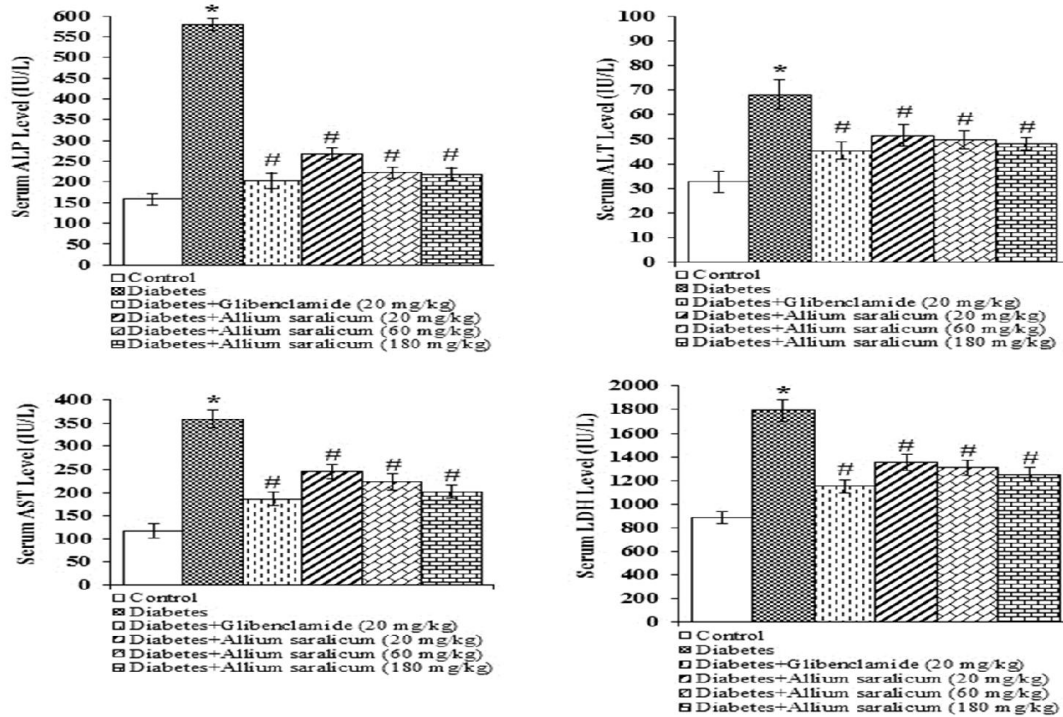 Serum ALP Level (IU/L)
600
550
500
450
400
350
300
250
200
150
100
50
0
*
#
#
#
#
Control
Diabetes
Diabetes+Glibenclamide (20 mg/kg)
Diabetes+Allium saralicum (20 mg/kg)
Diabetes+Allium saralicum (60 mg/kg)
Diabetes+Allium saralicum (180 mg/kg)
Serum ALT Level (IU/L)
100
90
80
70
60
50
40
30
20
10
0
*
#
#
#
#
Control
Diabetes
Diabetes+Glibenclamide (20 mg/kg)
Diabetes+Allium saralicum (20 mg/kg)
Diabetes+Allium saralicum (60 mg/kg)
Diabetes+Allium saralicum (180 mg/kg)
Serum AST Level (IU/L)
400
350
300
250
200
150
100
50
0
*
#
#
#
#
Control
Diabetes
Diabetes+Glibenclamide (20 mg/kg)
Diabetes+Allium saralicum (20 mg/kg)
Diabetes+Allium saralicum (60 mg/kg)
Diabetes+Allium saralicum (180 mg/kg)
Serum LDH Level (IU/L)
2000
1800
1600
1400
1200
1000
800
600
400
200
0
*
#
#
#
#
Control
Diabetes
Diabetes+Glibenclamide (20 mg/kg)
Diabetes+Allium saralicum (20 mg/kg)
Diabetes+Allium saralicum (60 mg/kg)
Diabetes+Allium saralicum (180 mg/kg)